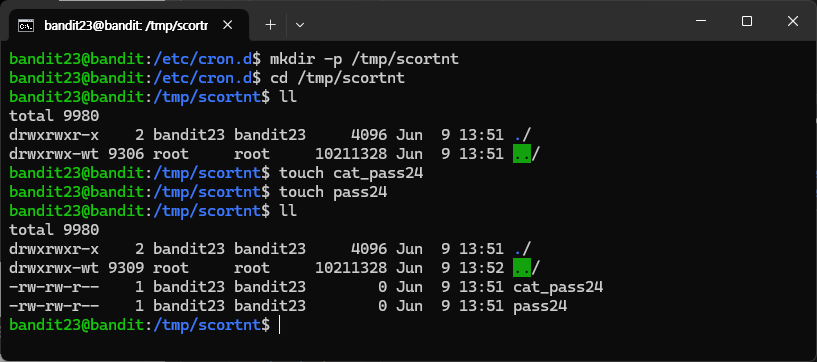 bandit23@bandit: /tmp/scortnt
bandit23@bandit:/etc/cron.d$ mkdir -p /tmp/scortnt
bandit23@bandit:/etc/cron.d$ cd /tmp/scortnt
bandit23@bandit:/tmp/scortnt$ ll
total 9980
drwxrwxr-x    2 bandit23 bandit23     4096 Jun  9 13:51 ./
drwxrwx-wt 9306 root     root     10211328 Jun  9 13:51 ../
bandit23@bandit:/tmp/scortnt$ touch cat_pass24
bandit23@bandit:/tmp/scortnt$ touch pass24
bandit23@bandit:/tmp/scortnt$ ll
total 9980
drwxrwxr-x    2 bandit23 bandit23     4096 Jun  9 13:51 ./
drwxrwx-wt 9309 root     root     10211328 Jun  9 13:52 ../
-rw-rw-r--    1 bandit23 bandit23        0 Jun  9 13:51 cat_pass24
-rw-rw-r--    1 bandit23 bandit23        0 Jun  9 13:51 pass24
bandit23@bandit:/tmp/scortnt$